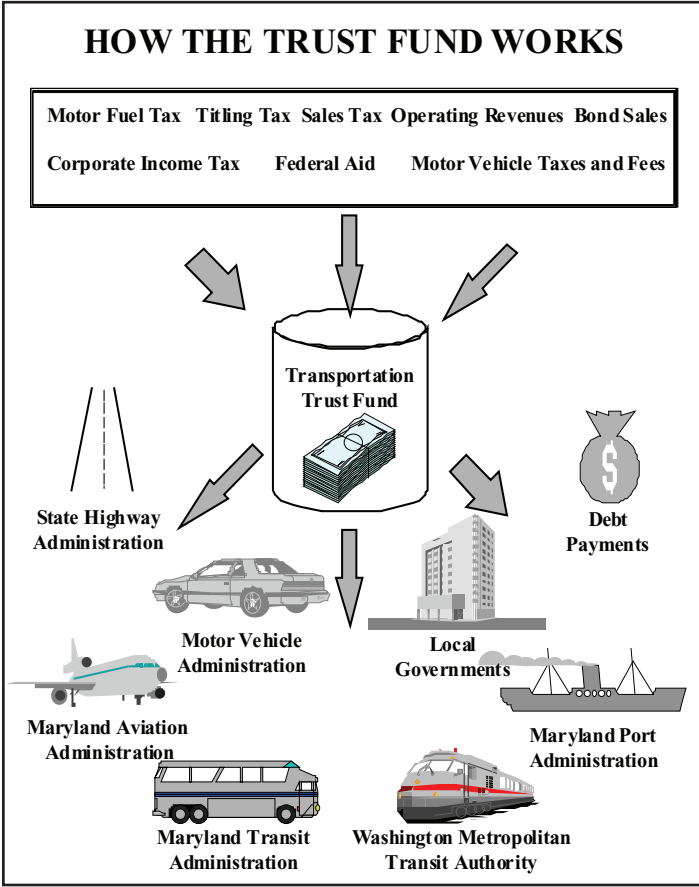 HOW THE TRUST FUND WORKS
Motor Fuel Tax Titling Tax Sales Tax Operating Revenues Bond Sales
Corporate Income Tax Federal Aid Motor Vehicle Taxes and Fees
Transportation
Trust Fund
$
State Highway
Administration
Debt
Payments
Motor Vehicle
Administration
Local
Governments
Maryland Aviation
Administration
Maryland Port
Administration
Maryland Transit
Administration
Washington Metropolitan
Transit Authority